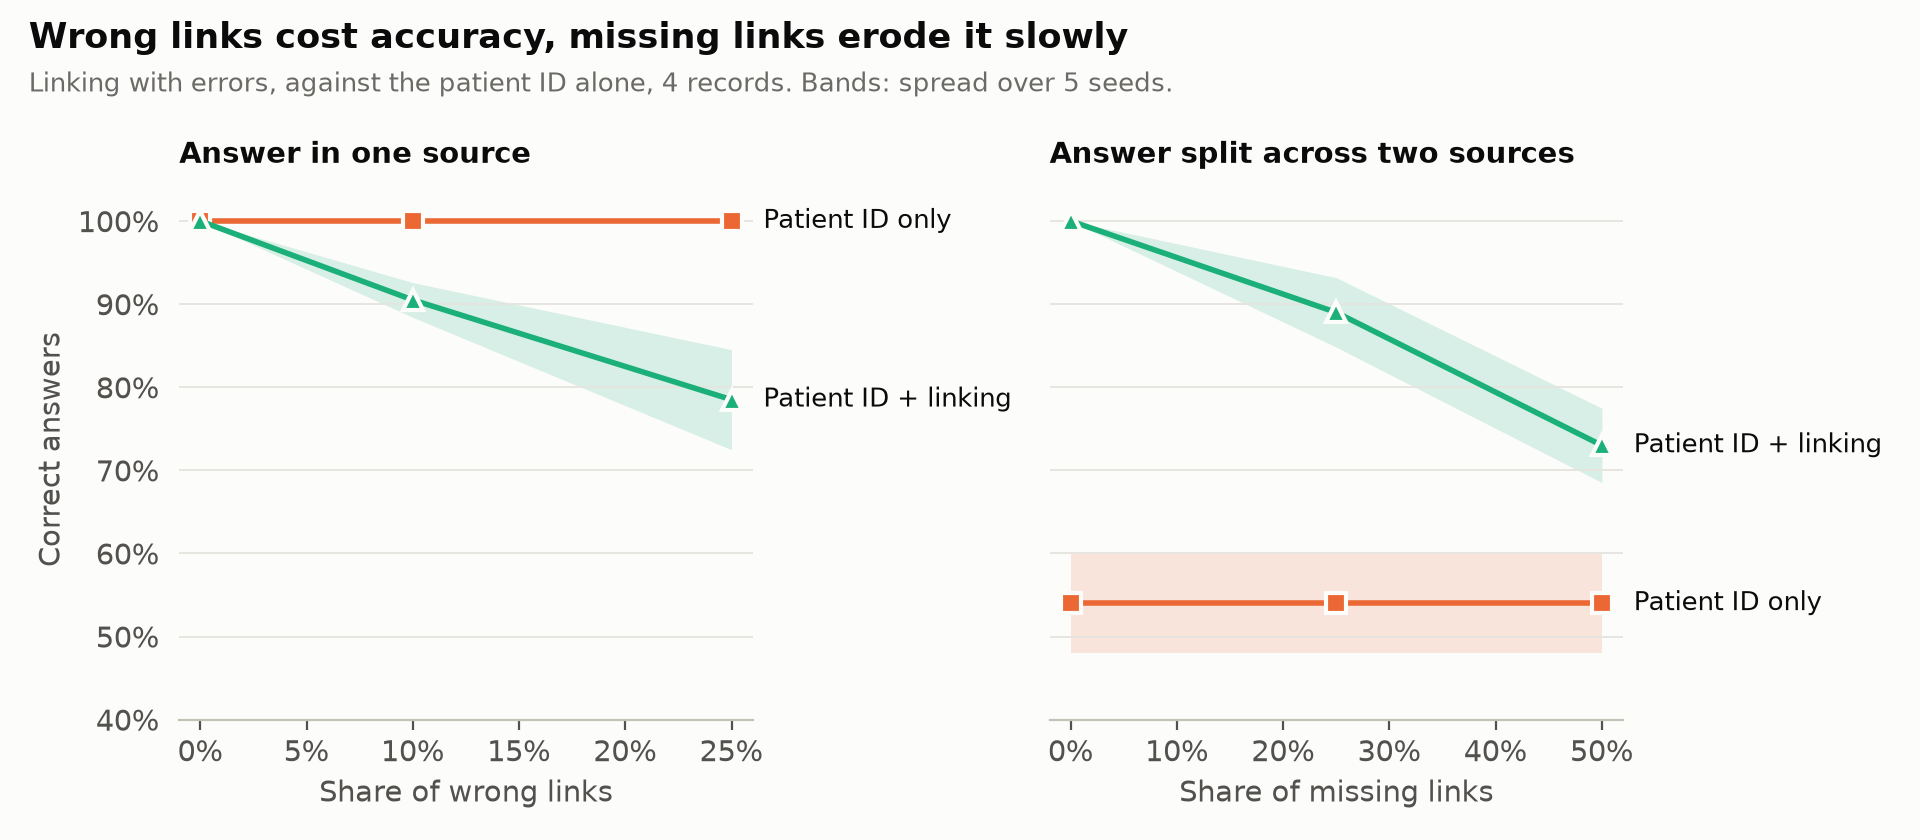 Wrong links cost accuracy, missing links erode it slowly
Linking with errors, against the patient ID alone, 4 records. Bands: spread over 5 seeds.
Answer in one source
Correct answers
100%
90%
80%
70%
60%
50%
40%
Patient ID only
Patient ID + linking
0%
5%
10%
15%
20%
25%
Share of wrong links
Answer split across two sources
Patient ID + linking
Patient ID only
0%
10%
20%
30%
40%
50%
Share of missing links